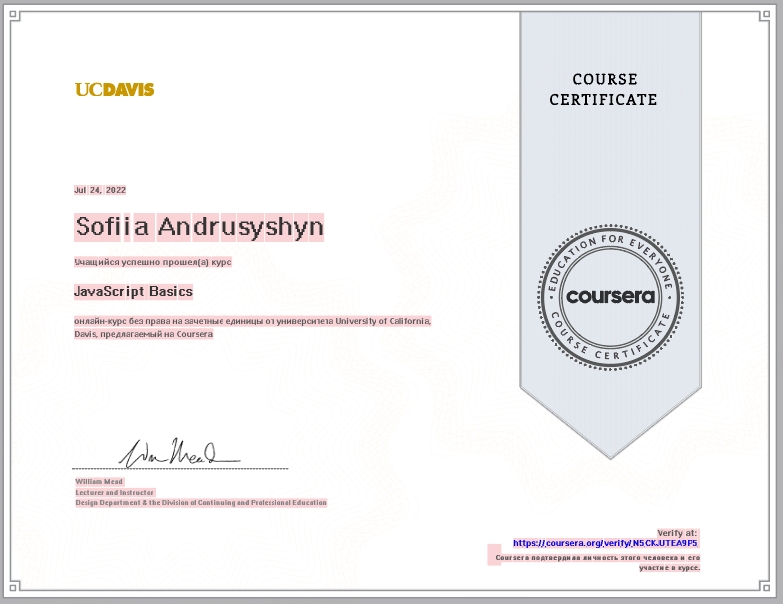 UCDAVIS
COURSE
CERTIFICATE
Jul 24, 2022
Sofiia Andrusyshyn
Учащийся успешно прошел(а) курс
JavaScript Basics
онлайн-курс без права на зачетные единицы от университета University of California,
Davis, предлагаемый на Coursera
EDUCATION FOR EVERYONE
coursera
COURSE CERTIFICATE
William Mead
Lecturer and Instructor
Design Department & the Division of Continuing and Professional Education
Verify at:
https://coursera.org/verify/N5CKJUTEA9F5
Coursera подтвердила личность этого человека и его
участие в курсе.